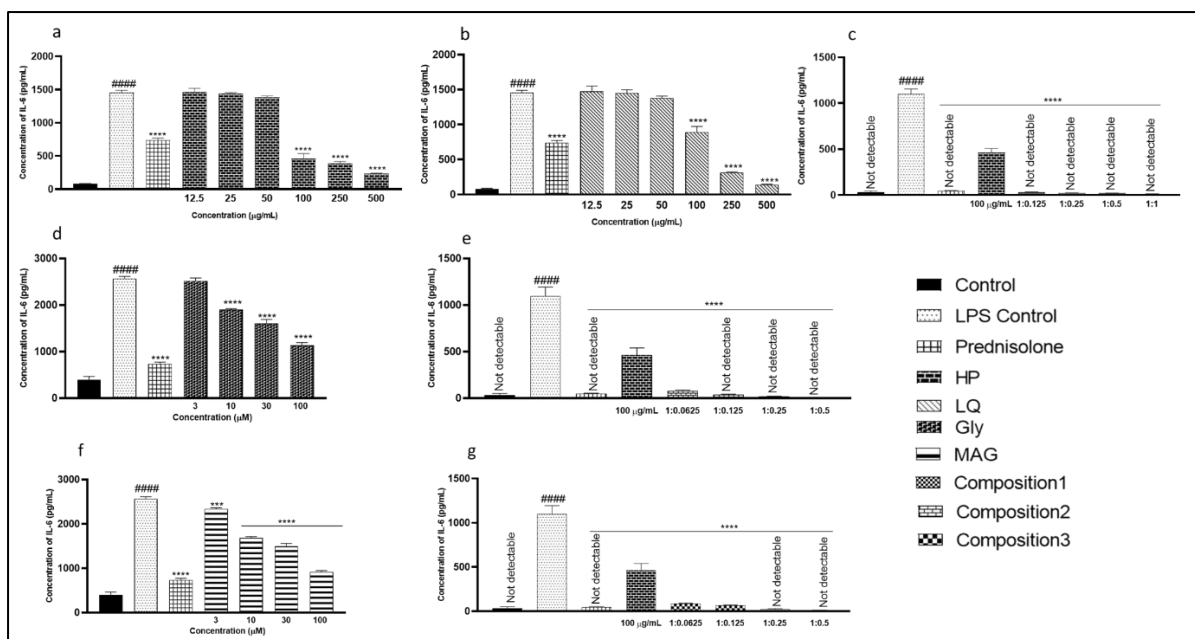 a
Concentration of IL-6 (pg/mL)
2000
1500
1000
500
0
####
****
****
****
****
12.5 25 50 100 250 500
Concentration (µg/mL)
b
Concentration of IL-6 (pg/mL)
2000
1500
1000
500
0
####
****
****
****
****
12.5 25 50 100 250 500
Concentration (µg/mL)
c
Concentration of IL-6 (pg/mL)
1500
1000
500
0
####
****
Not detectable
Not detectable
Not detectable
Not detectable
Not detectable
Not detectable
100 µg/mL 1:0.125 1:0.25 1:0.5 1:1
d
Concentration of IL-6 (pg/mL)
3000
2000
1000
0
####
****
****
****
****
3 10 30 100
Concentration (µM)
e
Concentration of IL-6 (pg/mL)
1500
1000
500
0
####
****
Not detectable
Not detectable
Not detectable
Not detectable
Not detectable
100 µg/mL 1:0.0625 1:0.125 1:0.25 1:0.5
f
Concentration of IL-6 (pg/mL)
3000
2000
1000
0
####
****
***
****
3 10 30 100
Concentration (µM)
g
Concentration of IL-6 (pg/mL)
1500
1000
500
0
####
****
Not detectable
Not detectable
Not detectable
Not detectable
100 µg/mL 1:0.0625 1:0.125 1:0.25 1:0.5
Control
LPS Control
Prednisolone
HP
LQ
Gly
MAG
Composition1
Composition2
Composition3